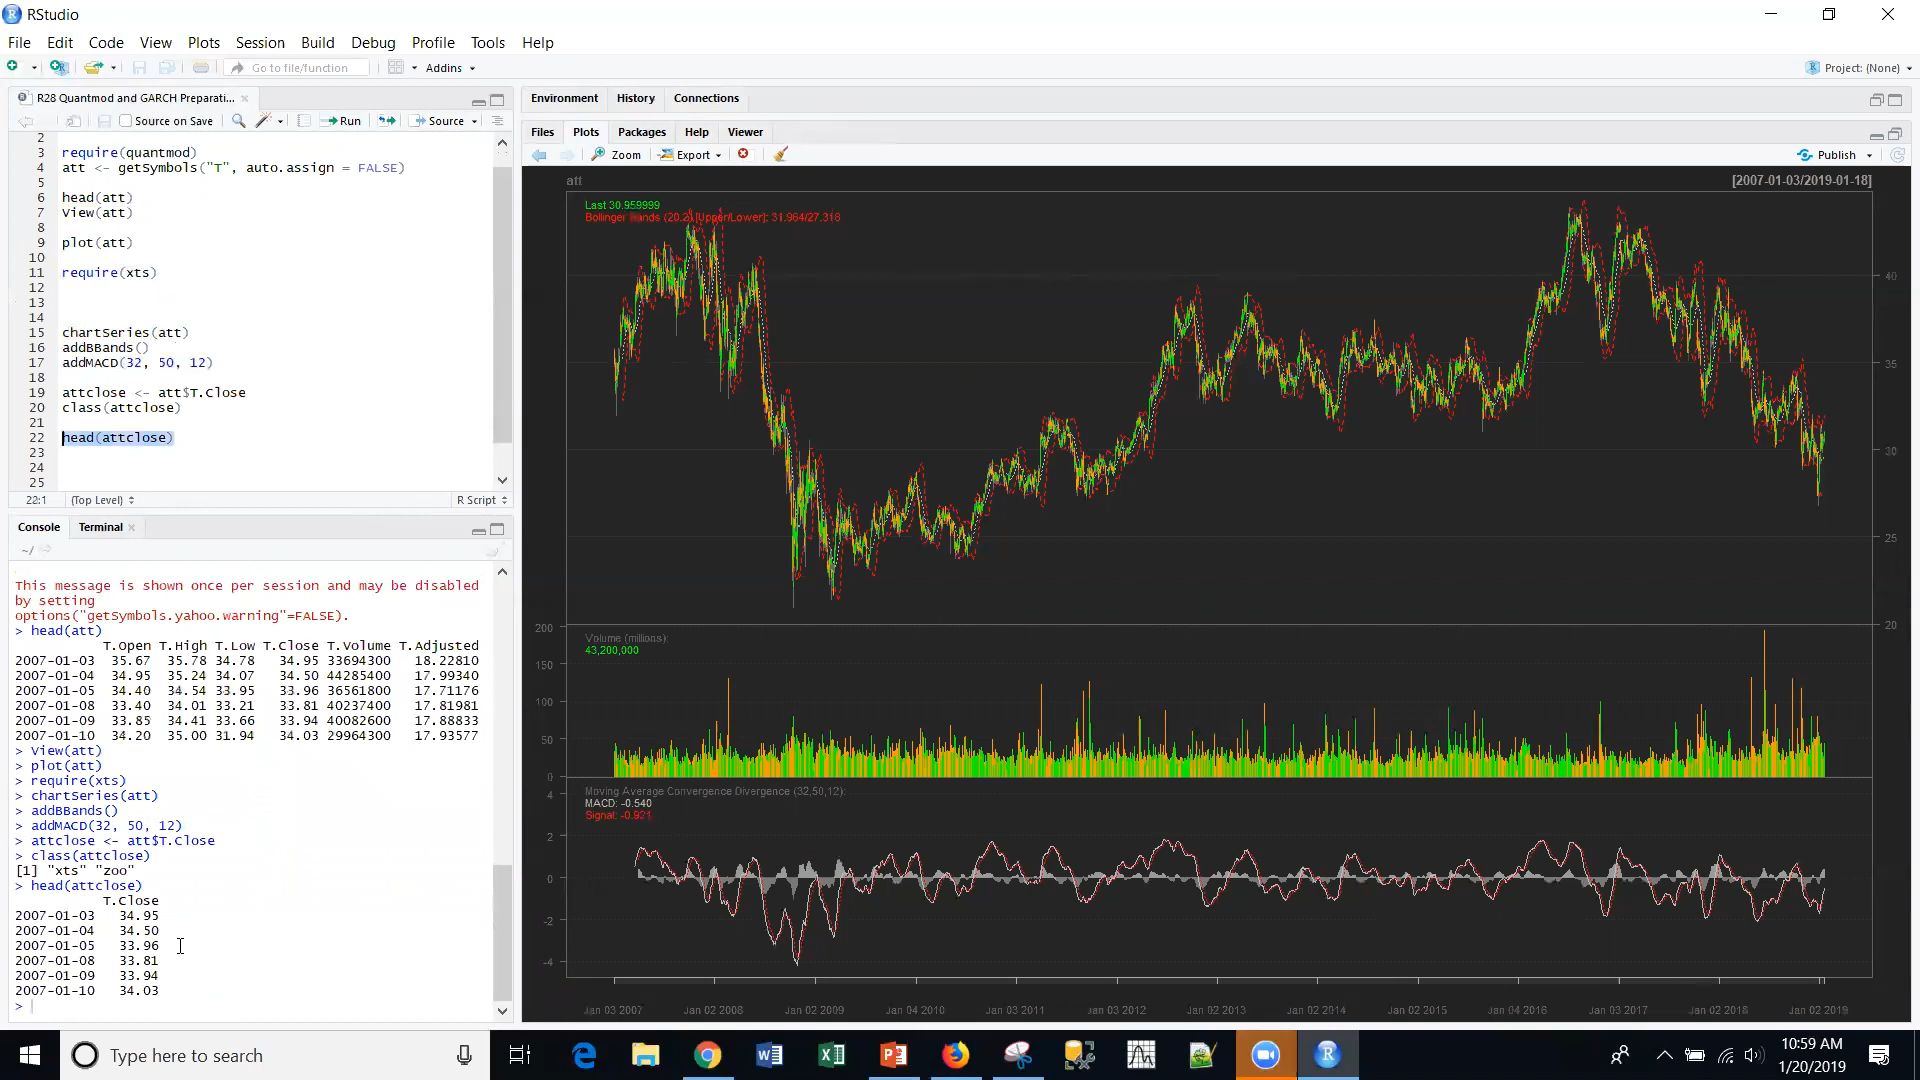 RStudio
File Edit Code View Plots Session Build Debug Profile Tools Help
Go to file/function
Addins
Project: (None)
R28 Quantmod and GARCH Preparati...
Source on Save
Run
Source
2
3 require(quantmod)
4 att <- getSymbols("T", auto.assign = FALSE)
5
6 head(att)
7 View(att)
8
9 plot(att)
10
11 require(xts)
12
13
14
15 chartSeries(att)
16 addBBands()
17 addMACD(32, 50, 12)
18
19 attclose <- att$T.Close
20 class(attclose)
21
22 head(attclose)
23
24
25
22:1 (Top Level) R Script
Console Terminal
~/
This message is shown once per session and may be disabled
by setting
options("getSymbols.yahoo.warning"=FALSE).
> head(att)
T.Open T.High T.Low T.Close T.Volume T.Adjusted
2007-01-03 35.67 35.78 34.78 34.95 33694300 18.22810
2007-01-04 34.95 35.24 34.07 34.50 44285400 17.99340
2007-01-05 34.40 34.54 33.95 33.96 36561800 17.71176
2007-01-08 33.40 34.01 33.21 33.81 40237400 17.81981
2007-01-09 33.85 34.41 33.66 33.94 40082600 17.88833
2007-01-10 34.20 35.00 31.94 34.03 29964300 17.93577
> View(att)
> plot(att)
> require(xts)
> chartSeries(att)
> addBBands()
> addMACD(32, 50, 12)
> attclose <- att$T.Close
> class(attclose)
[1] "xts" "zoo"
> head(attclose)
T.Close
2007-01-03 34.95
2007-01-04 34.50
2007-01-05 33.96
2007-01-08 33.81
2007-01-09 33.94
2007-01-10 34.03
>
Environment History Connections
Files Plots Packages Help Viewer
Zoom Export Publish
att [2007-01-03/2019-01-18]
Last 30.959999
Bollinger Bands (20,2) [Upper/Lower]: 31.964/27.318
40
35
30
25
20
200
150
100
50
0
Volume (millions):
43,200,000
Moving Average Convergence Divergence (32,50,12):
MACD: -0.540
Signal: -0.921
4
2
0
-2
-4
Jan 03 2007 Jan 02 2008 Jan 02 2009 Jan 04 2010 Jan 03 2011 Jan 03 2012 Jan 02 2013 Jan 02 2014 Jan 02 2015 Jan 04 2016 Jan 03 2017 Jan 02 2018 Jan 02 2019
Type here to search
10:59 AM
1/20/2019